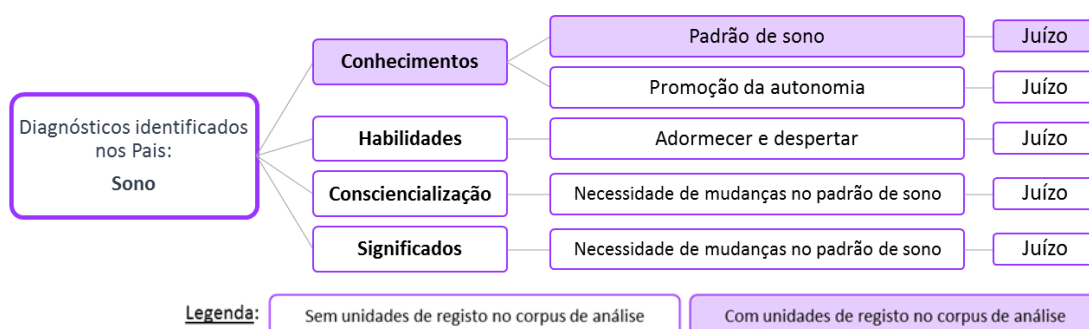 Diagnósticos identificados
nos Pais:
Sono
Conhecimentos
Padrão de sono
Juízo
Promoção da autonomia
Juízo
Habilidades
Adormecer e despertar
Juízo
Consciencialização
Necessidade de mudanças no padrão de sono
Juízo
Significados
Necessidade de mudanças no padrão de sono
Juízo
Legenda:
Sem unidades de registo no corpus de análise
Com unidades de registo no corpus de análise